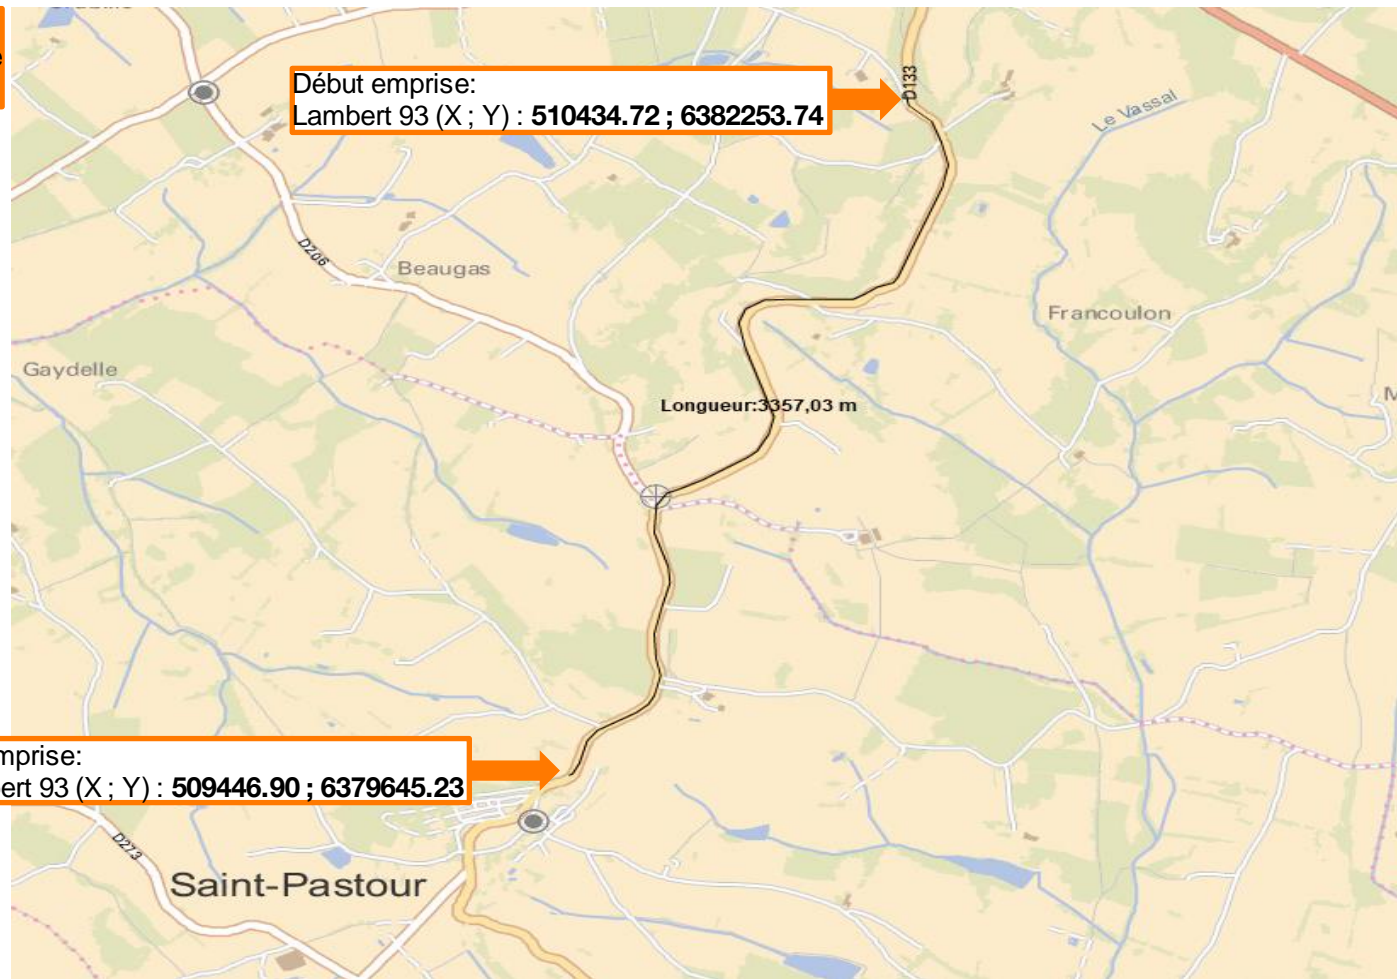 Début emprise:
Lambert 93 (X ; Y) : 510434.72 ; 6382253.74
D133
Le Vassal
D206
Beaugas
Francoulon
Gaydelle
M
Longueur:3357,03 m
mprise:
ert 93 (X ; Y) : 509446.90 ; 6379645.23
D273
Saint-Pastour